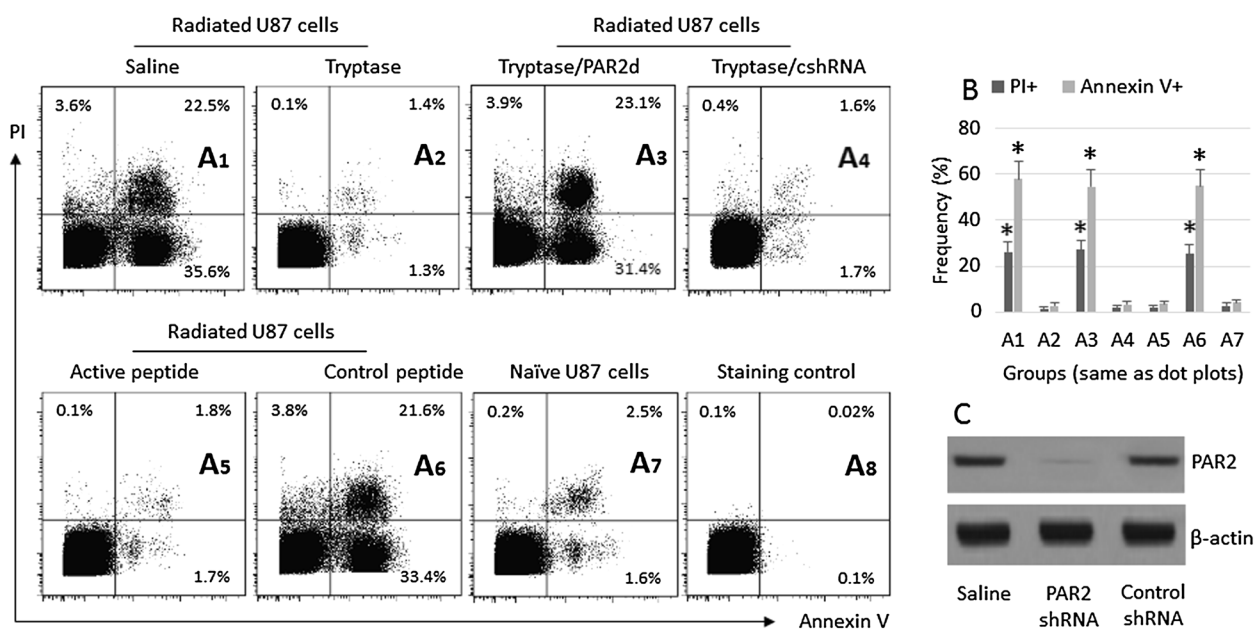 Radiated U87 cells
Radiated U87 cells
Saline
Tryptase
Tryptase/PAR2d
Tryptase/cshRNA
PI
3.6%
22.5%
A1
35.6%
0.1%
1.4%
A2
1.3%
3.9%
23.1%
A3
31.4%
0.4%
1.6%
A4
1.7%
Radiated U87 cells
Active peptide
Control peptide
Naïve U87 cells
Staining control
0.1%
1.8%
A5
1.7%
3.8%
21.6%
A6
33.4%
0.2%
2.5%
A7
1.6%
0.1%
0.02%
A8
0.1%
Annexin V
B
PI+
Annexin V+
Frequency (%)
80
60
40
20
0
*
*
*
*
*
*
A1 A2 A3 A4 A5 A6 A7
Groups (same as dot plots)
C
PAR2
β-actin
Saline
PAR2
shRNA
Control
shRNA